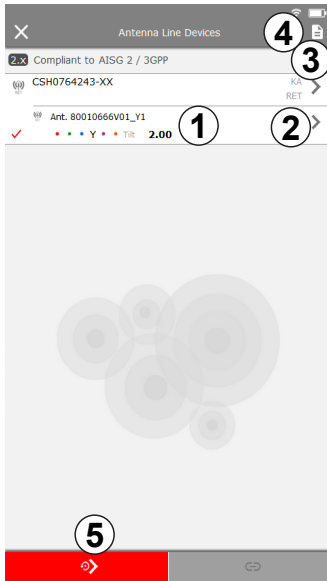 Antenna Line Devices
4
3
2.x Compliant to AISG 2 / 3GPP
CSH0764243-XX
KA
RET
Ant. 80010666V01_Y1
Y Tilt 2.00
1
2
5